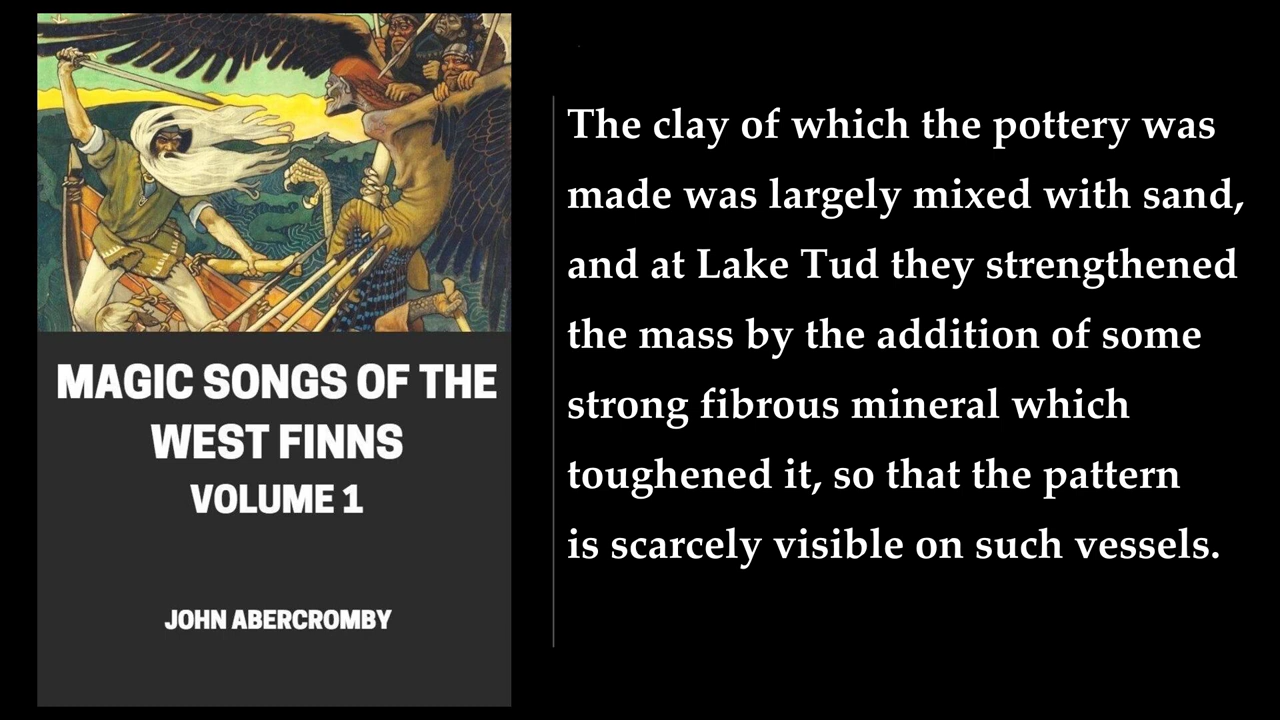 MAGIC SONGS OF THE
WEST FINNS
VOLUME 1
JOHN ABERCROMBY
The clay of which the pottery was
made was largely mixed with sand,
and at Lake Tud they strengthened
the mass by the addition of some
strong fibrous mineral which
toughened it, so that the pattern
is scarcely visible on such vessels.